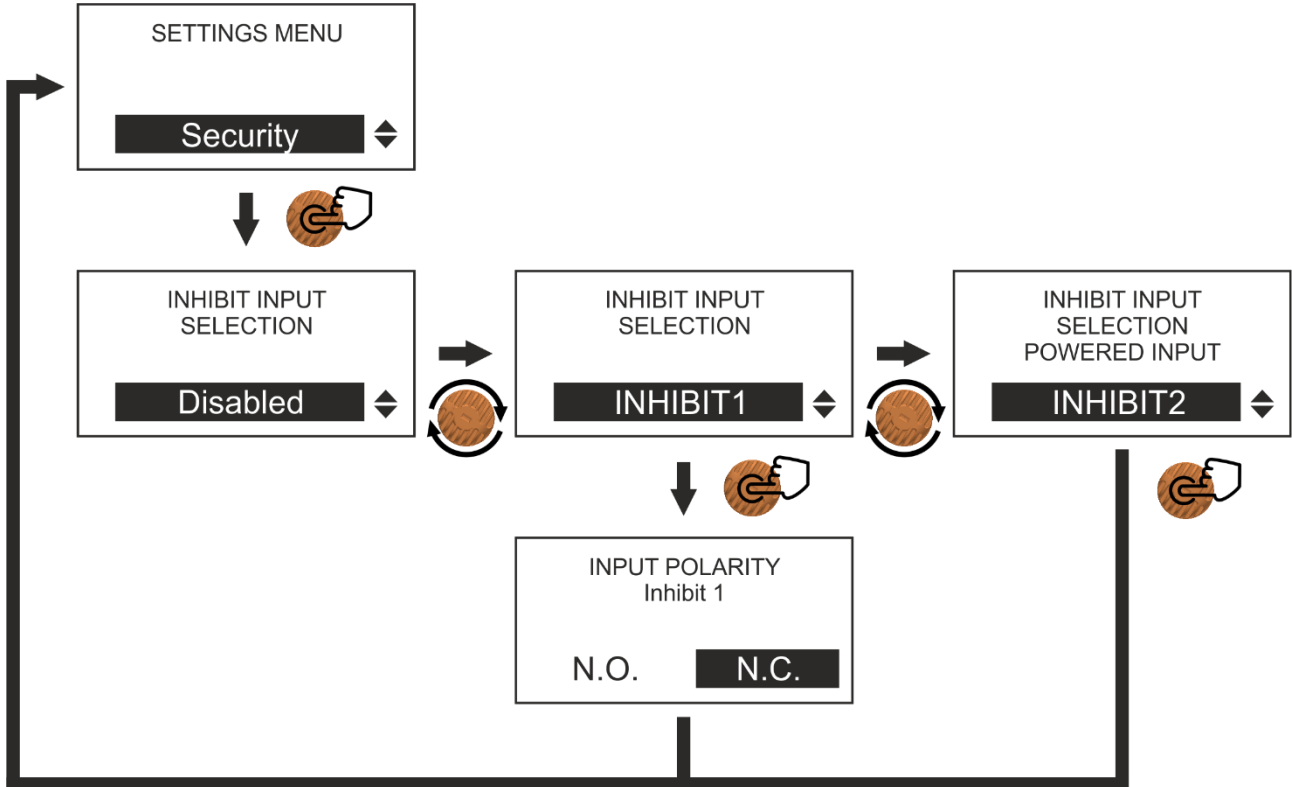 SETTINGS MENU
Security
INHIBIT INPUT
SELECTION
Disabled
INHIBIT INPUT
SELECTION
INHIBIT1
INHIBIT INPUT
SELECTION
POWERED INPUT
INHIBIT2
INPUT POLARITY
Inhibit 1
N.O. N.C.